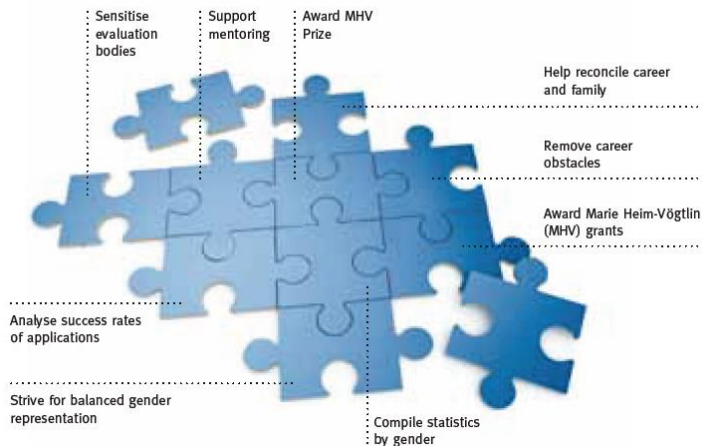 Sensitise
evaluation
bodies
Support
mentoring
Award MHV
Prize
Help reconcile career
and family
Remove career
obstacles
Award Marie Heim-Vögtlin
(MHV) grants
Analyse success rates
of applications
Strive for balanced gender
representation
Compile statistics
by gender